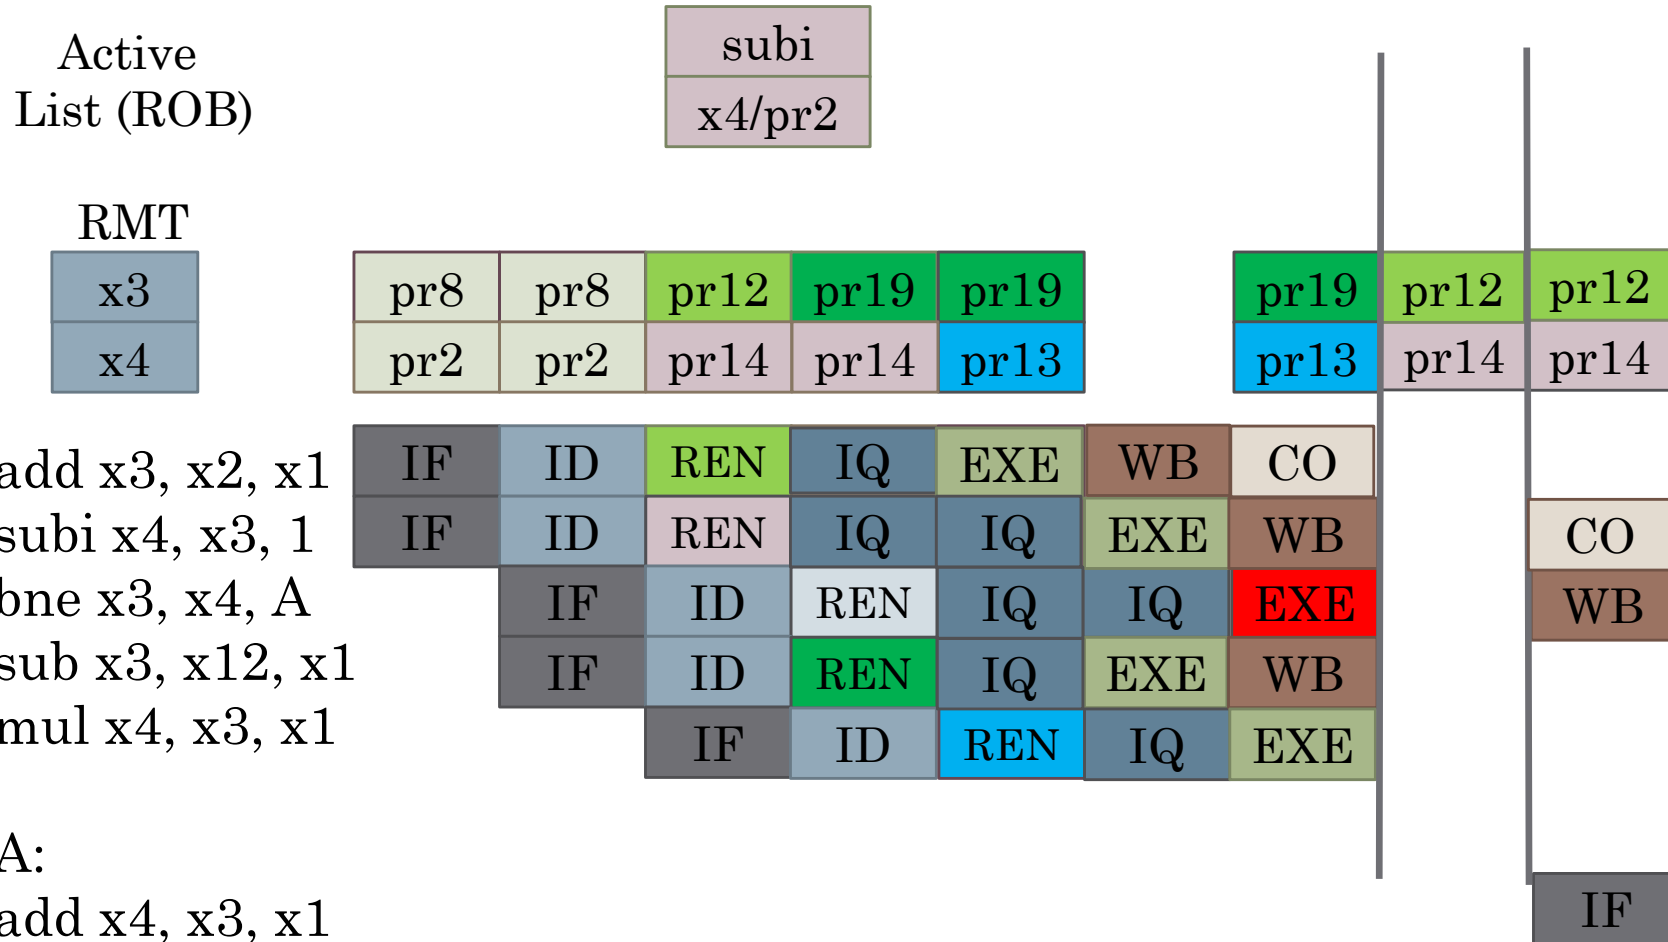 Active
List (ROB)
subi
x4/pr2
RMT
x3 pr8 pr8 pr12 pr19 pr19 pr19 pr12 pr12
x4 pr2 pr2 pr14 pr14 pr13 pr13 pr14 pr14
add x3, x2, x1 IF ID REN IQ EXE WB CO
subi x4, x3, 1 IF ID REN IQ IQ EXE WB CO
bne x3, x4, A IF ID REN IQ IQ EXE WB
sub x3, x12, x1 IF ID REN IQ EXE WB
mul x4, x3, x1 IF ID REN IQ EXE
A:
add x4, x3, x1 IF